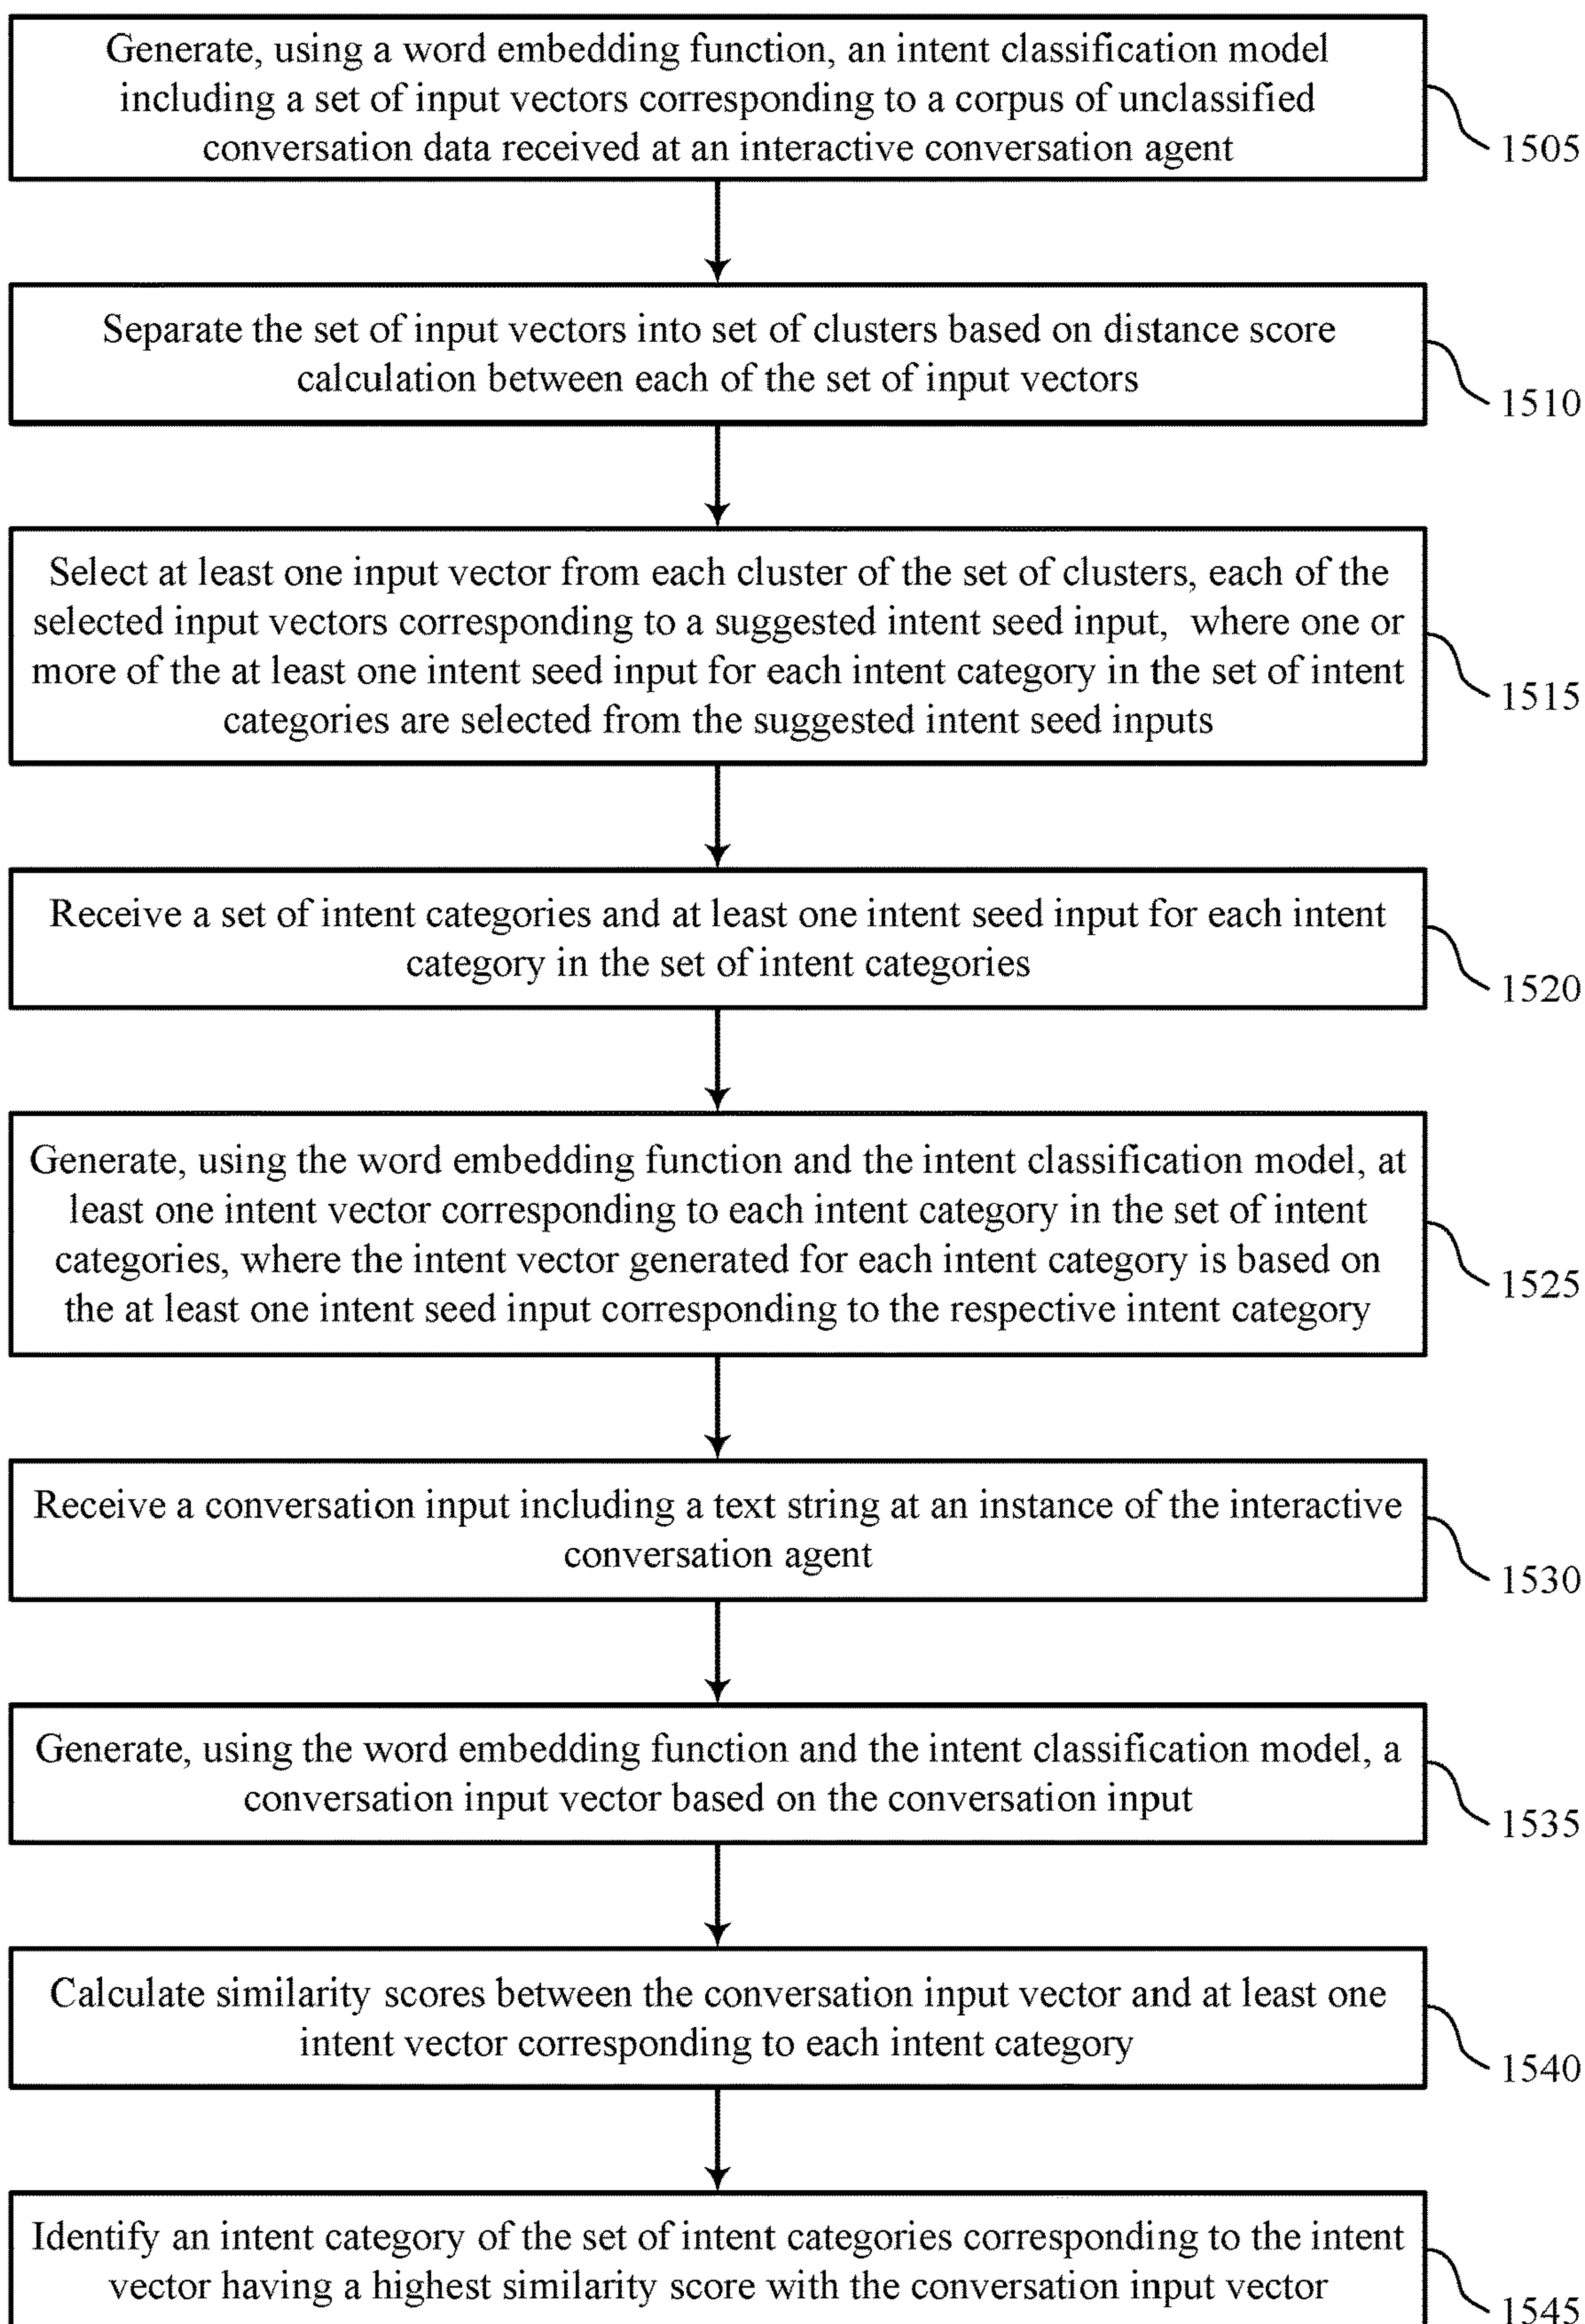 Generate, using a word embedding function, an intent classification model
including a set of input vectors corresponding to a corpus of unclassified
conversation data received at an interactive conversation agent
1505
Separate the set of input vectors into set of clusters based on distance score
calculation between each of the set of input vectors
1510
Select at least one input vector from each cluster of the set of clusters, each of the
selected input vectors corresponding to a suggested intent seed input, where one or
more of the at least one intent seed input for each intent category in the set of intent
categories are selected from the suggested intent seed inputs
1515
Receive a set of intent categories and at least one intent seed input for each intent
category in the set of intent categories
1520
Generate, using the word embedding function and the intent classification model, at
least one intent vector corresponding to each intent category in the set of intent
categories, where the intent vector generated for each intent category is based on
the at least one intent seed input corresponding to the respective intent category
1525
Receive a conversation input including a text string at an instance of the interactive
conversation agent
1530
Generate, using the word embedding function and the intent classification model, a
conversation input vector based on the conversation input
1535
Calculate similarity scores between the conversation input vector and at least one
intent vector corresponding to each intent category
1540
Identify an intent category of the set of intent categories corresponding to the intent
vector having a highest similarity score with the conversation input vector
1545